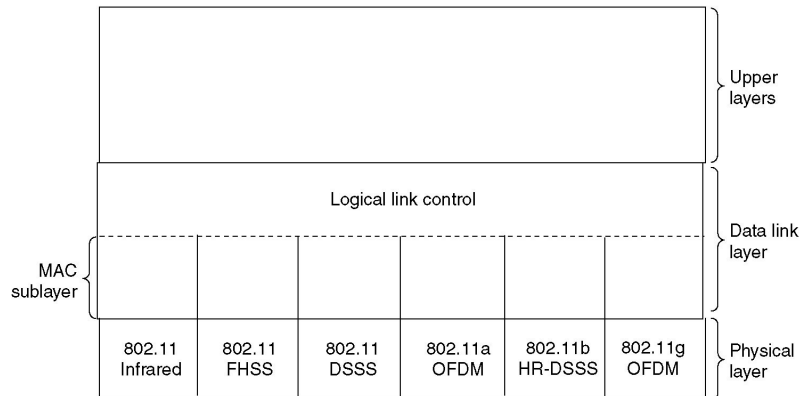 Upper
layers
Logical link control
Data link
layer
MAC
sublayer
802.11
Infrared
802.11
FHSS
802.11
DSSS
802.11a
OFDM
802.11b
HR-DSSS
802.11g
OFDM
Physical
layer